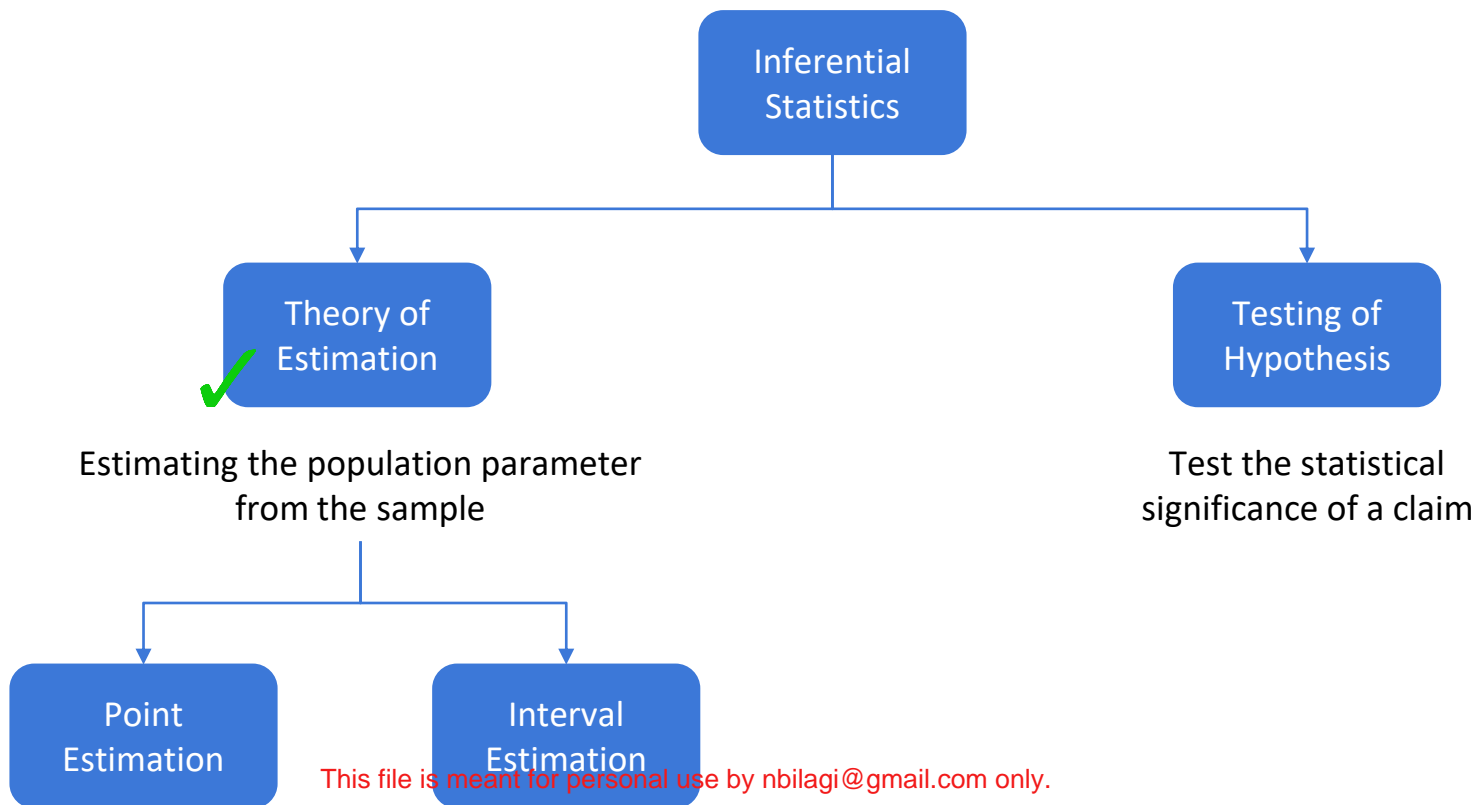 Inferential
Statistics
Theory of
Estimation
Testing of
Hypothesis
Estimating the population parameter
from the sample
Test the statistical
significance of a claim
Point
Estimation
Interval
Estimation
This file is meant for personal use by nbilagi@gmail.com only.